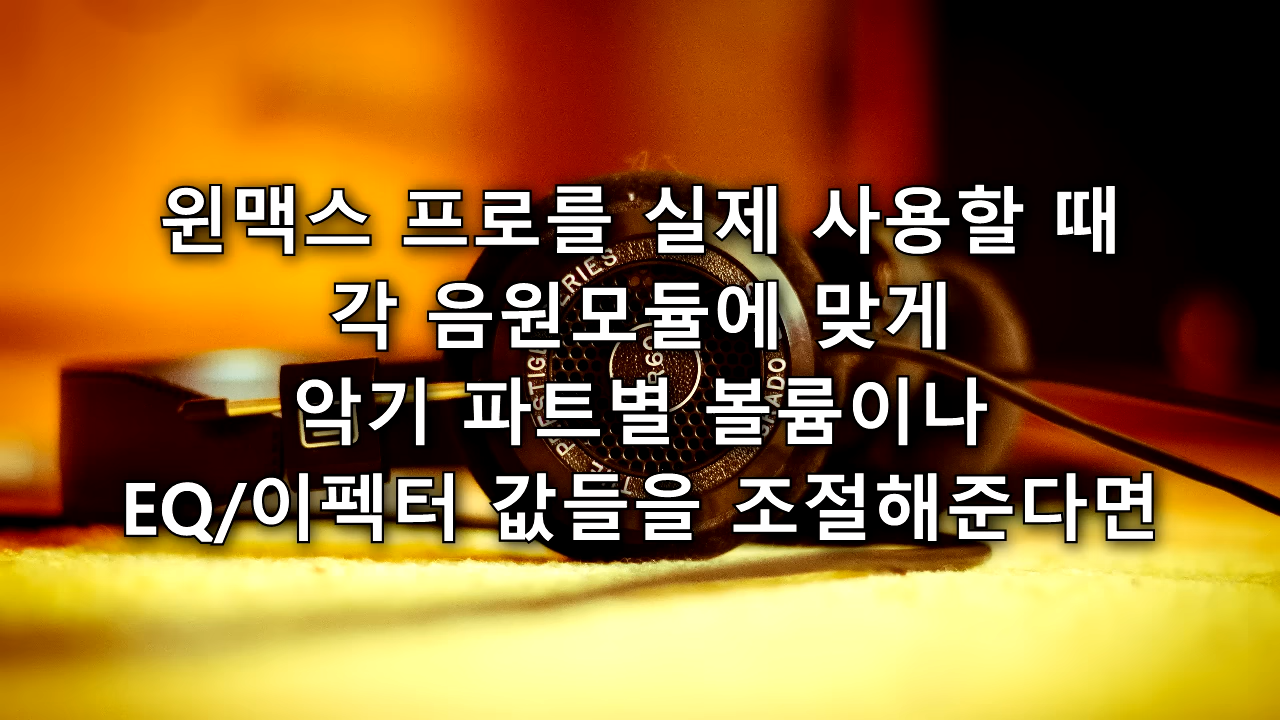 윈맥스 프로를 실제 사용할 때
각 음원모듈에 맞게
악기 파트별 볼륨이나
EQ/이펙터 값들을 조절해준다면